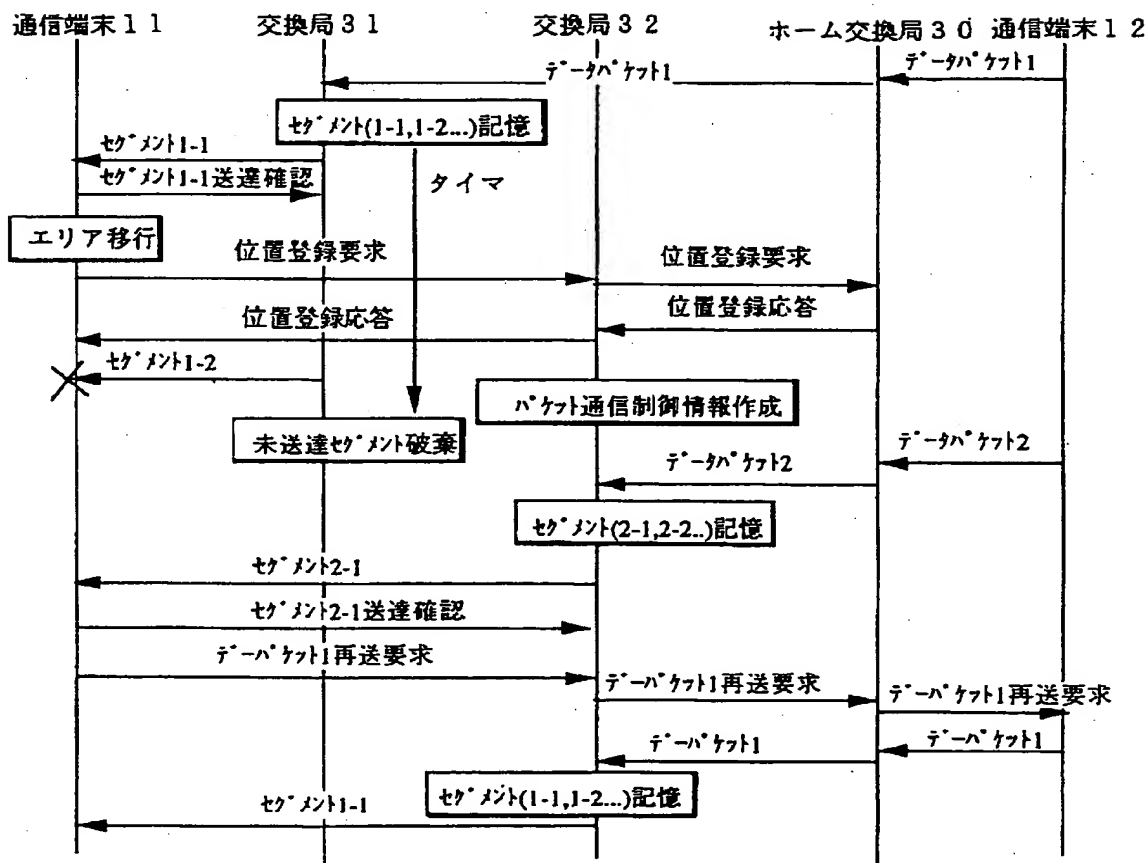 通信端末11 交換局31 交換局32 ホーム交換局30 通信端末12
データパケット1
データパケット1
セグメント(1-1,1-2...)記憶
セグメント1-1
セグメント1-1送達確認
タイマ
エリア移行
位置登録要求
位置登録要求
位置登録応答
位置登録応答
セグメント1-2
パケット通信制御情報作成
未送達セグメント破棄
データパケット2
データパケット2
セグメント(2-1,2-2..)記憶
セグメント2-1
セグメント2-1送達確認
デーパケット1再送要求
デーパケット1再送要求
デーパケット1再送要求
デーパケット1
デーパケット1
セグメント(1-1,1-2...)記憶
セグメント1-1